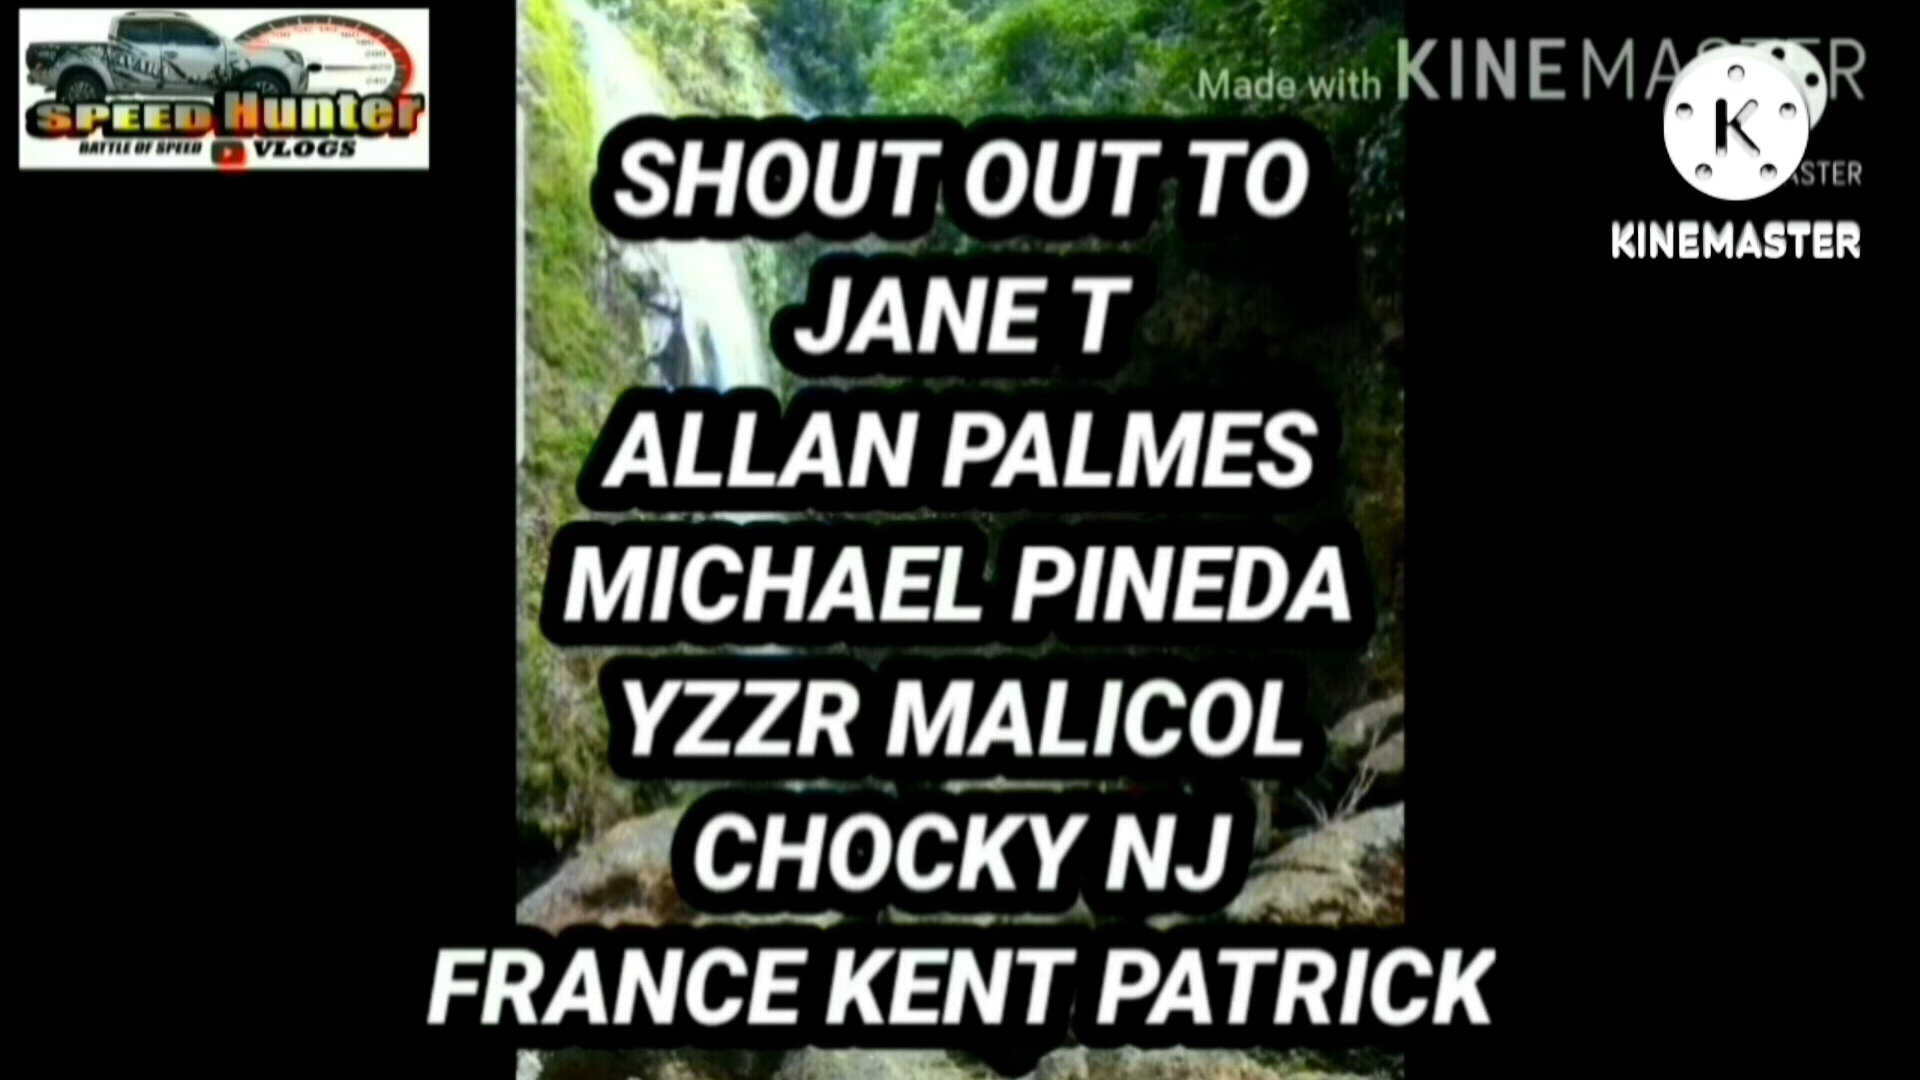 SPEED Hunter
BATTLE OF SPEED VLOGS
Made with KINEMASTER
KINEMASTER
SHOUT OUT TO
JANE T
ALLAN PALMES
MICHAEL PINEDA
YZZR MALICOL
CHOCKY NJ
FRANCE KENT PATRICK